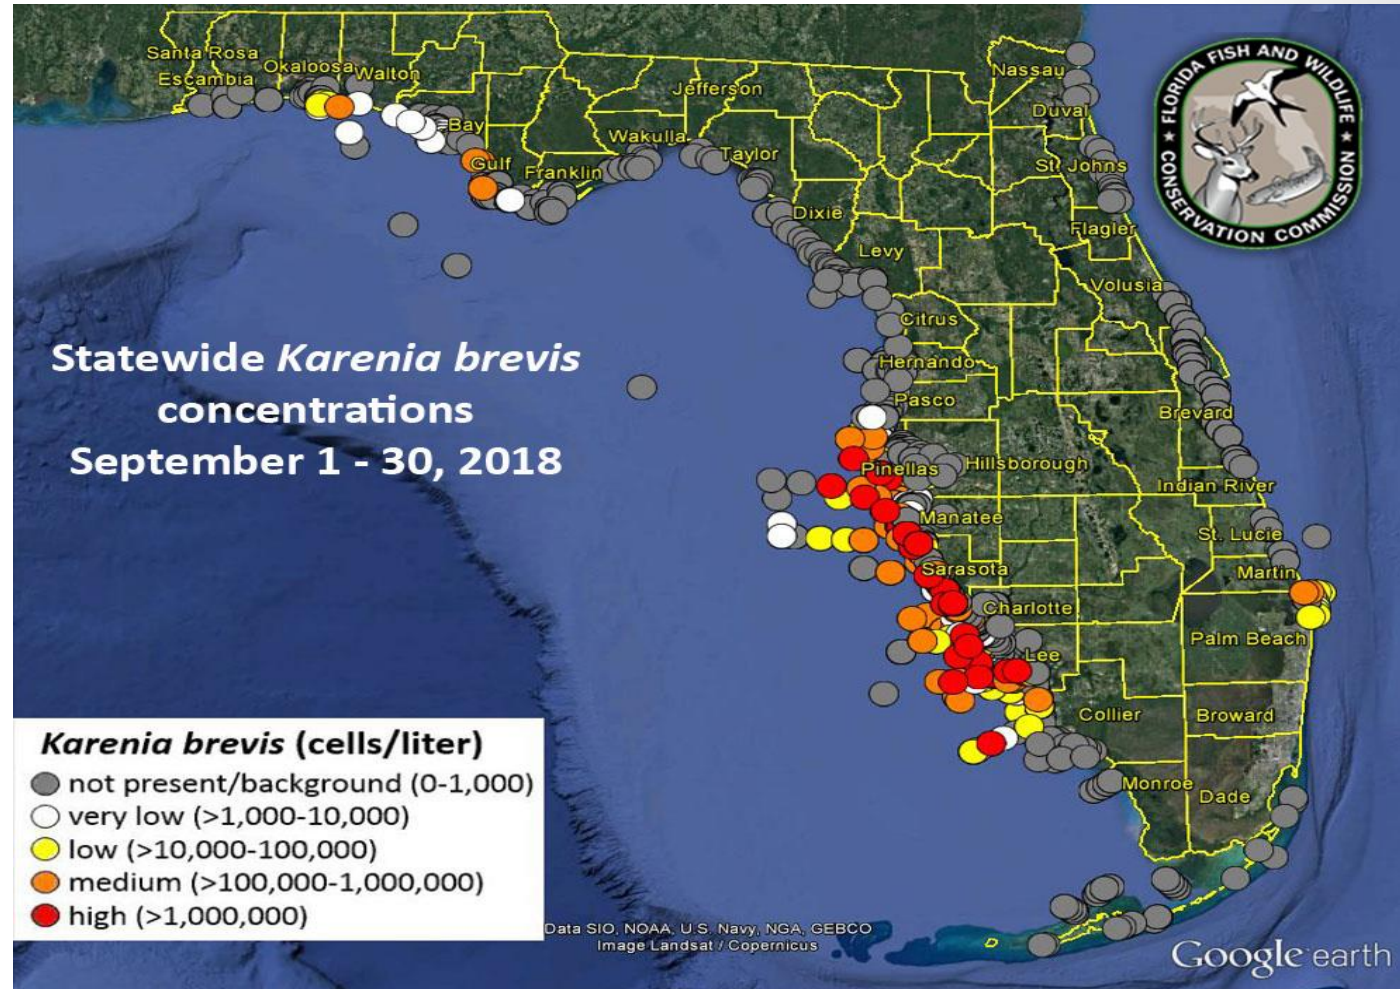 Santa Rosa
Escambia
Okaloosa
Walton
Bay
Gulf
Franklin
Wakulla
Jefferson
Taylor
Dixie
Levy
Citrus
Hernando
Pasco
Pinellas
Hillsborough
Manatee
Sarasota
Charlotte
Lee
Collier
Monroe
Dade
Broward
Palm Beach
Martin
St. Lucie
Indian River
Brevard
Volusia
Flagler
St. Johns
Duval
Nassau
FLORIDA FISH AND WILDLIFE
CONSERVATION COMMISSION
Statewide Karenia brevis
concentrations
September 1 - 30, 2018
Karenia brevis (cells/liter)
not present/background (0-1,000)
very low (>1,000-10,000)
low (>10,000-100,000)
medium (>100,000-1,000,000)
high (>1,000,000)
Data SIO, NOAA, U.S. Navy, NGA, GEBCO
Image Landsat / Copernicus
Google earth